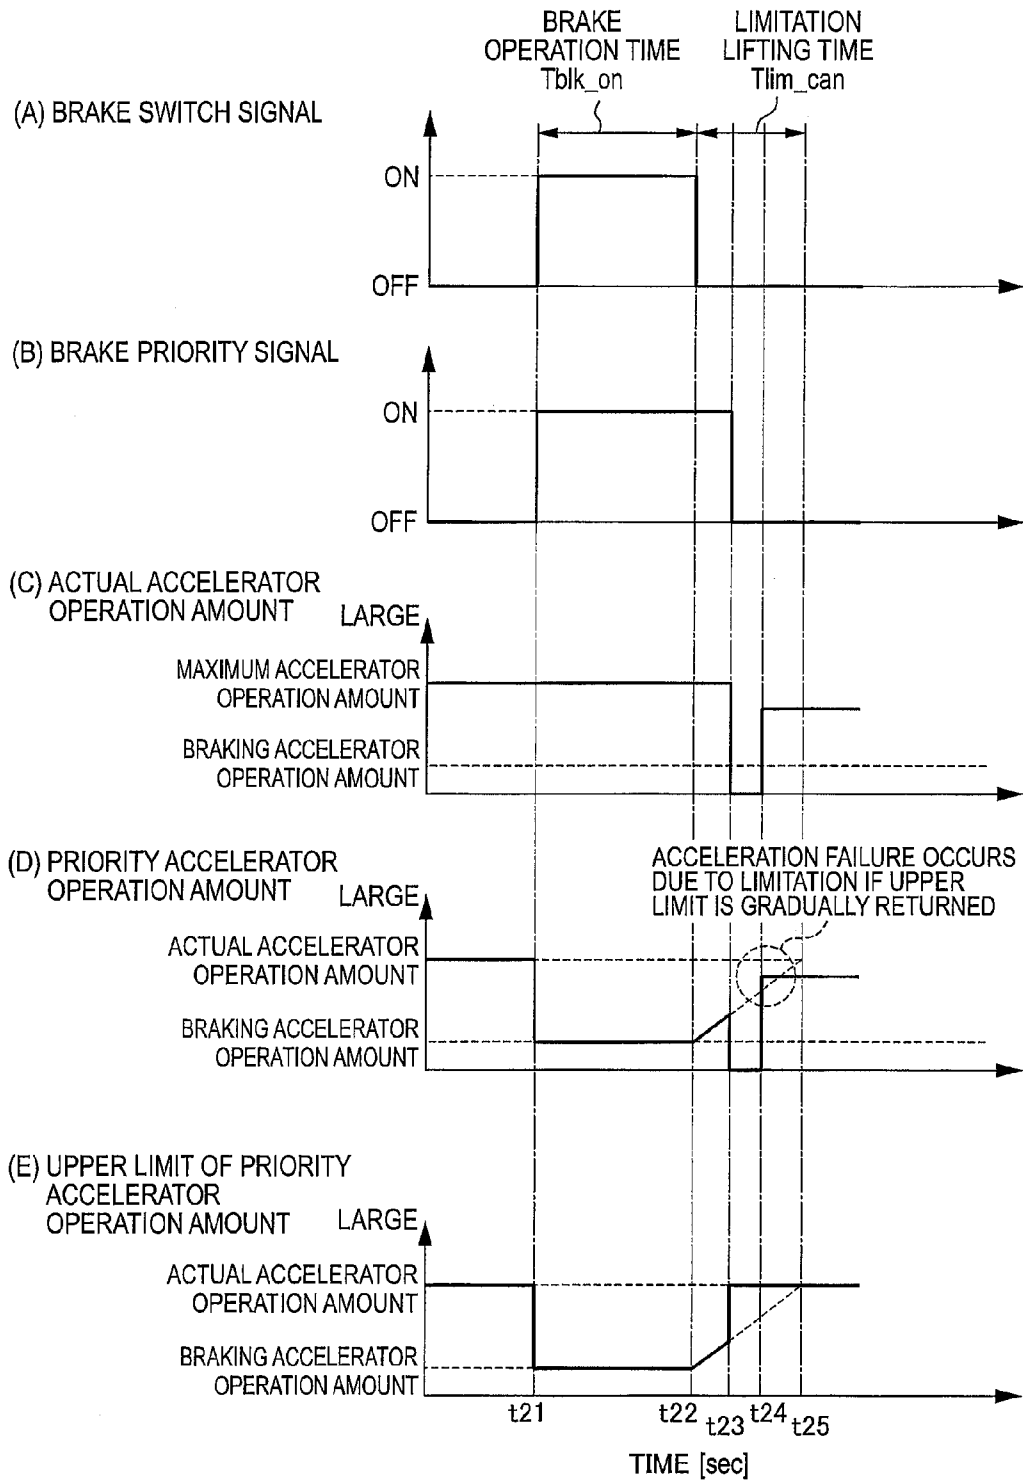 BRAKE
OPERATION TIME
Tblk_on
LIMITATION
LIFTING TIME
Tlim_can
(A) BRAKE SWITCH SIGNAL
ON
OFF
(B) BRAKE PRIORITY SIGNAL
ON
OFF
(C) ACTUAL ACCELERATOR
OPERATION AMOUNT
LARGE
MAXIMUM ACCELERATOR
OPERATION AMOUNT
BRAKING ACCELERATOR
OPERATION AMOUNT
(D) PRIORITY ACCELERATOR
OPERATION AMOUNT
LARGE
ACCELERATION FAILURE OCCURS
DUE TO LIMITATION IF UPPER
LIMIT IS GRADUALLY RETURNED
ACTUAL ACCELERATOR
OPERATION AMOUNT
BRAKING ACCELERATOR
OPERATION AMOUNT
(E) UPPER LIMIT OF PRIORITY
ACCELERATOR
OPERATION AMOUNT
LARGE
ACTUAL ACCELERATOR
OPERATION AMOUNT
BRAKING ACCELERATOR
OPERATION AMOUNT
t21 t22 t23 t24 t25
TIME [sec]